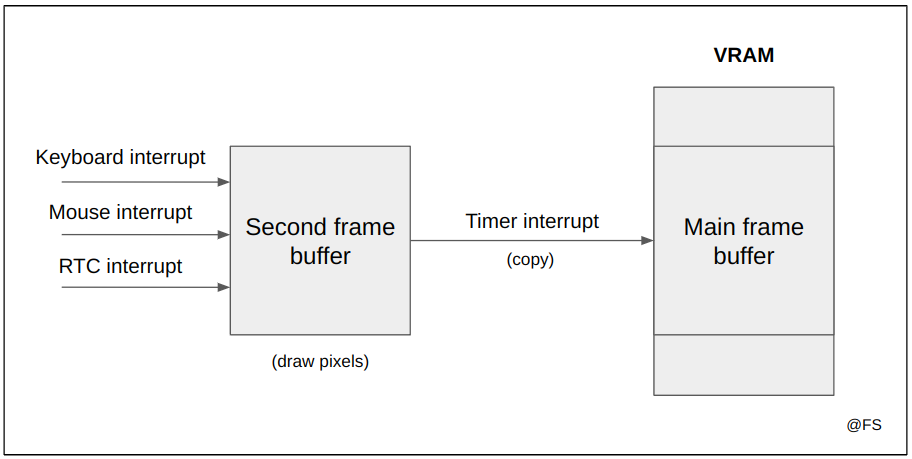 VRAM
Keyboard interrupt
Mouse interrupt
RTC interrupt
Second frame
buffer
(draw pixels)
Timer interrupt
(copy)
Main frame
buffer
@FS